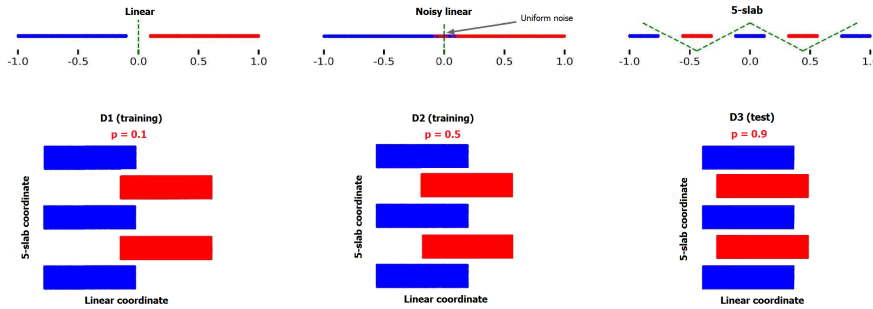 Linear
Noisy linear
Uniform noise
5-slab
-1.0 -0.5 0.0 0.5 1.0
-1.0 -0.5 0.0 0.5 1.0
-1.0 -0.5 0.0 0.5 1.0
D1 (training)
p = 0.1
5-slab coordinate
Linear coordinate
D2 (training)
p = 0.5
5-slab coordinate
Linear coordinate
D3 (test)
p = 0.9
5-slab coordinate
Linear coordinate